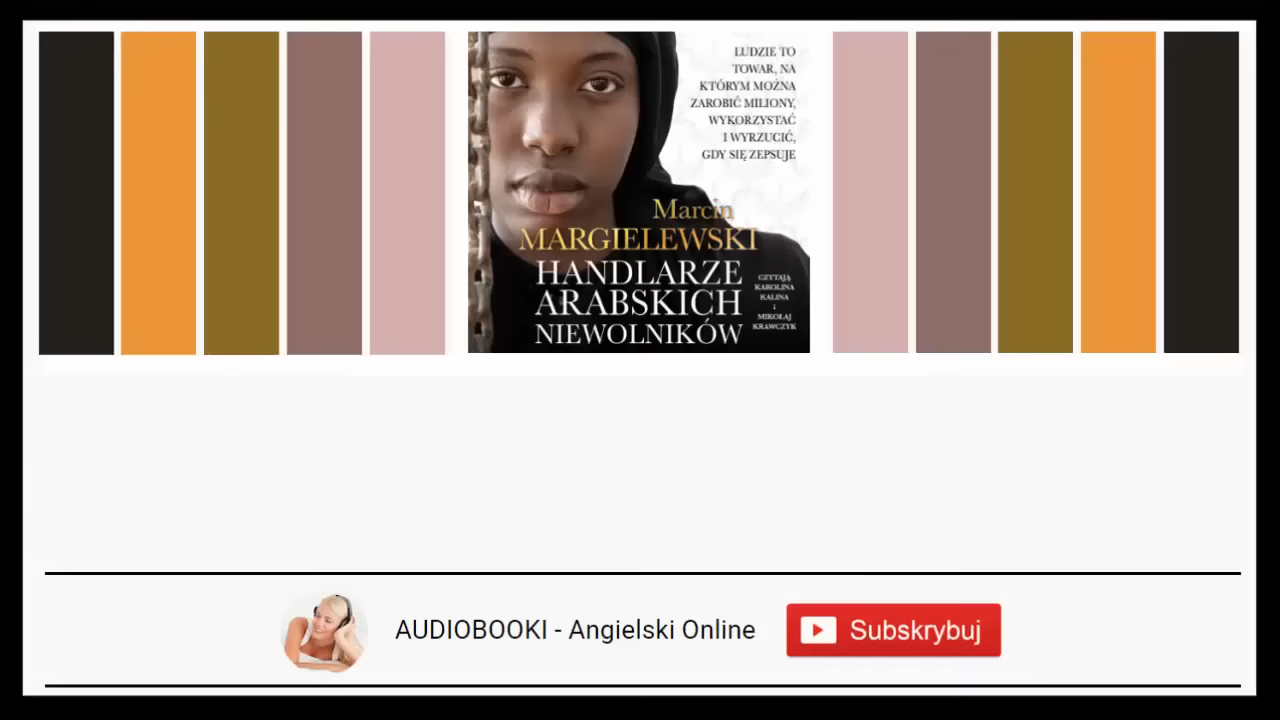 LUDZIE TO
TOWAR, NA
KTÓRYM MOŻNA
ZAROBIĆ MILIONY,
WYKORZYSTAĆ
I WYRZUCIĆ,
GDY SIĘ ZEPSUJE
Marcin
MARGIELEWSKI
HANDLARZE
ARABSKICH
NIEWOLNIKÓW
CZYTAJĄ
KAROLINA
KALINA
i
MIKOŁAJ
KRAWCZYK
AUDIOBOOKI - Angielski Online
Subskrybuj